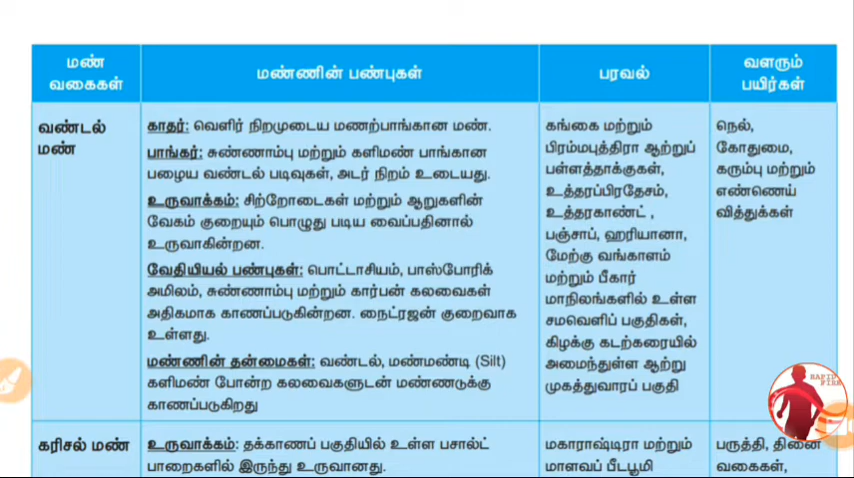 மண் வகைகள்
மண்ணின் பண்புகள்
பரவல்
வளரும் பயிர்கள்
வண்டல்
மண்
காதர்: வெளிர் நிறமுடைய மணற்பாங்கான மண்.
பாங்கர்: சுண்ணாம்பு மற்றும் களிமண் பாங்கான
பழைய வண்டல் படிவுகள், அடர் நிறம் உடையது.
உருவாக்கம்: சிற்றோடைகள் மற்றும் ஆறுகளின்
வேகம் குறையும் பொழுது படிய வைப்பதினால்
உருவாகின்றன.
வேதியியல் பண்புகள்: பொட்டாசியம், பாஸ்போரிக்
அமிலம், சுண்ணாம்பு மற்றும் கார்பன் கலவைகள்
அதிகமாக காணப்படுகின்றன. நைட்ரஜன் குறைவாக
உள்ளது.
மண்ணின் தன்மைகள்: வண்டல், மண்மண்டி (Silt)
களிமண் போன்ற கலவைகளுடன் மண்ணடுக்கு
காணப்படுகிறது
கங்கை மற்றும்
பிரம்மபுத்திரா ஆற்றுப்
பள்ளத்தாக்குகள்,
உத்தரப்பிரதேசம்,
உத்தரகாண்ட் ,
பஞ்சாப், ஹரியானா,
மேற்கு வங்காளம்
மற்றும் பீகார்
மாநிலங்களில் உள்ள
சமவெளிப் பகுதிகள்,
கிழக்கு கடற்கரையில்
அமைந்துள்ள ஆற்று
முகத்துவாரப் பகுதி
நெல்,
கோதுமை,
கரும்பு மற்றும்
எண்ணெய்
வித்துக்கள்
கரிசல் மண்
உருவாக்கம்: தக்காணப் பகுதியில் உள்ள பசால்ட்
பாறைகளில் இருந்து உருவானது.
மகாராஷ்டிரா மற்றும்
மாளவப் பீடபூமி
பருத்தி, தினை
வகைகள்,
RAPID
FIRE